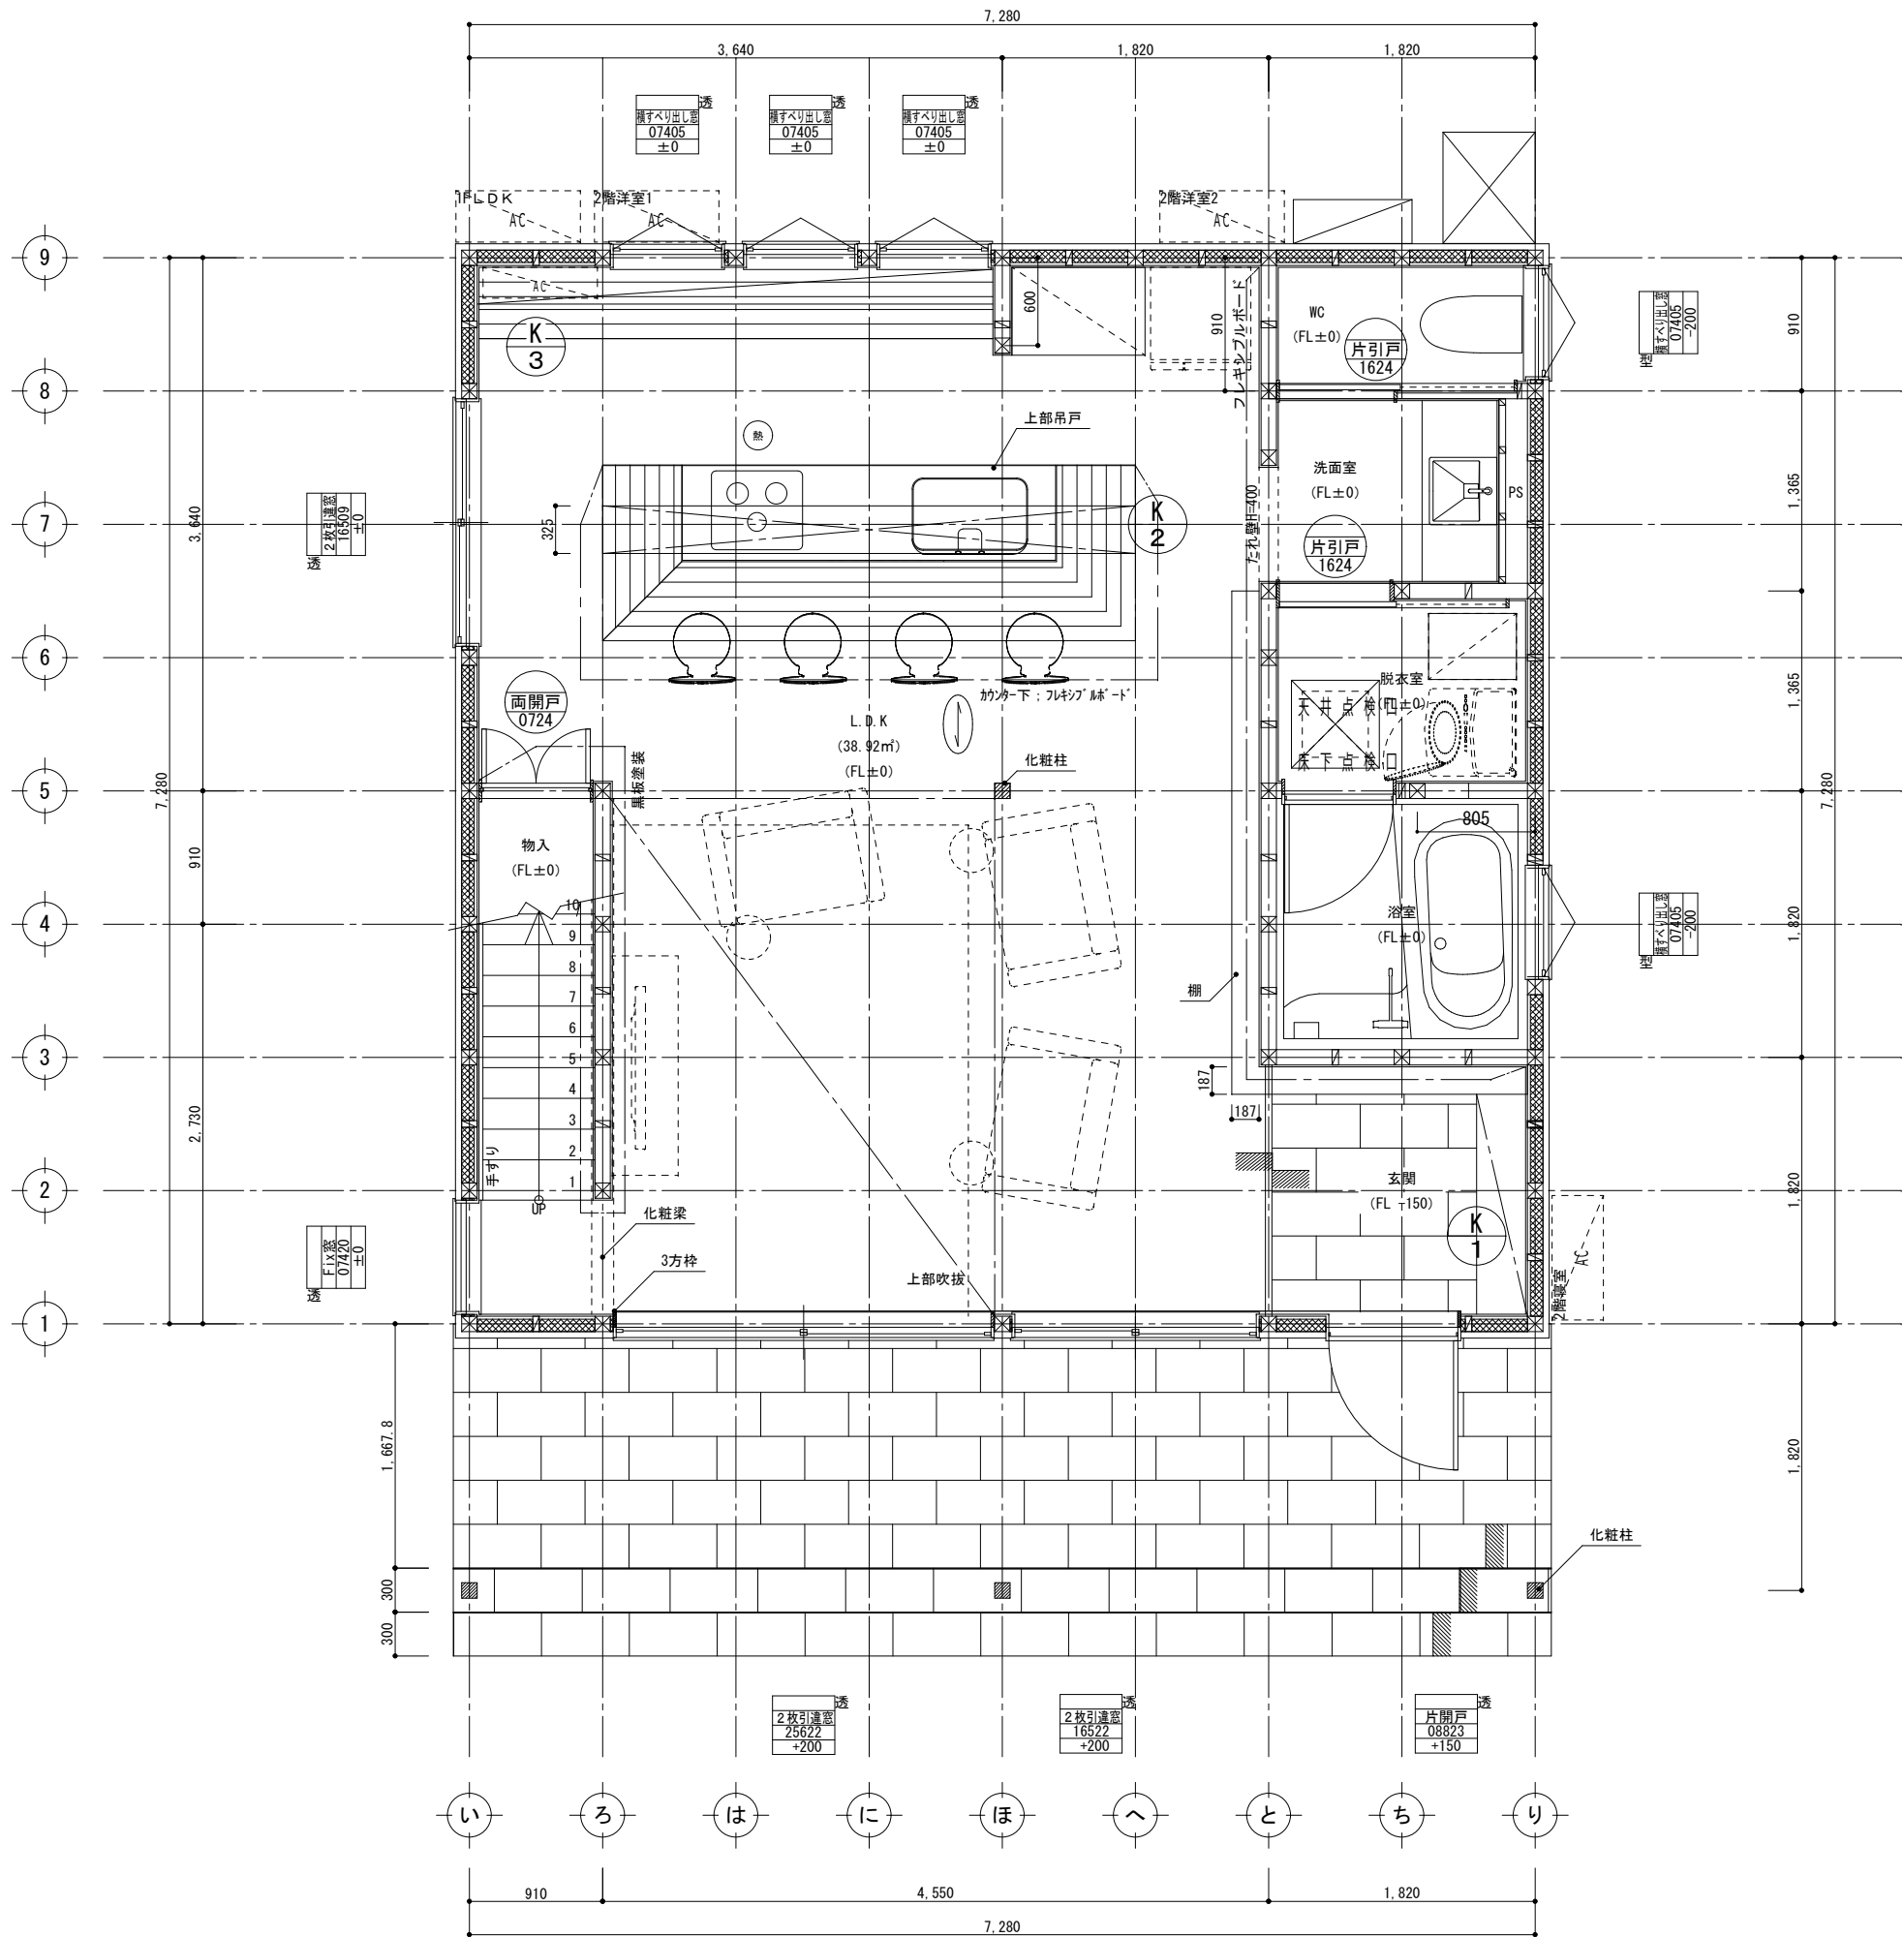 7,280
3,640
1,820
1,820
透
横すべり出し窓
07405
±0
透
横すべり出し窓
07405
±0
透
横すべり出し窓
07405
±0
1FLDK
AC
2階洋室1
AC
2階洋室2
AC
9
8
7
6
5
4
3
2
1
7,280
3,640
910
2,730
AC
K
3
600
910
フレキシブルボード
WC
(FL±0)
片引戸
1624
横すべり出し窓
07405
-200
型
910
1,365
1,365
1,820
1,820
1,820
7,280
熱
上部吊戸
325
K
2
たれ壁H=400
洗面室
(FL±0)
PS
片引戸
1624
2枚引違窓
16509
±0
透
カウンター下;フレキシブルボード
両開戸
0724
L.D.K
(38.92㎡)
(FL±0)
脱衣室
(FL±0)
天井点検口
床下点検口
黒板塗装
化粧柱
805
物入
(FL±0)
浴室
(FL±0)
横すべり出し窓
07405
-200
型
棚
10
9
8
7
6
5
4
3
2
1
手すり
UP
187
187
玄関
(FL -150)
K
1
化粧梁
3方枠
上部吹抜
Fix窓
07420
±0
透
2階寝室
AC
1,667.8
300
300
化粧柱
透
2枚引違窓
25622
+200
透
2枚引違窓
16522
+200
透
片開戸
08823
+150
い
ろ
は
に
ほ
へ
と
ち
り
910
4,550
1,820
7,280